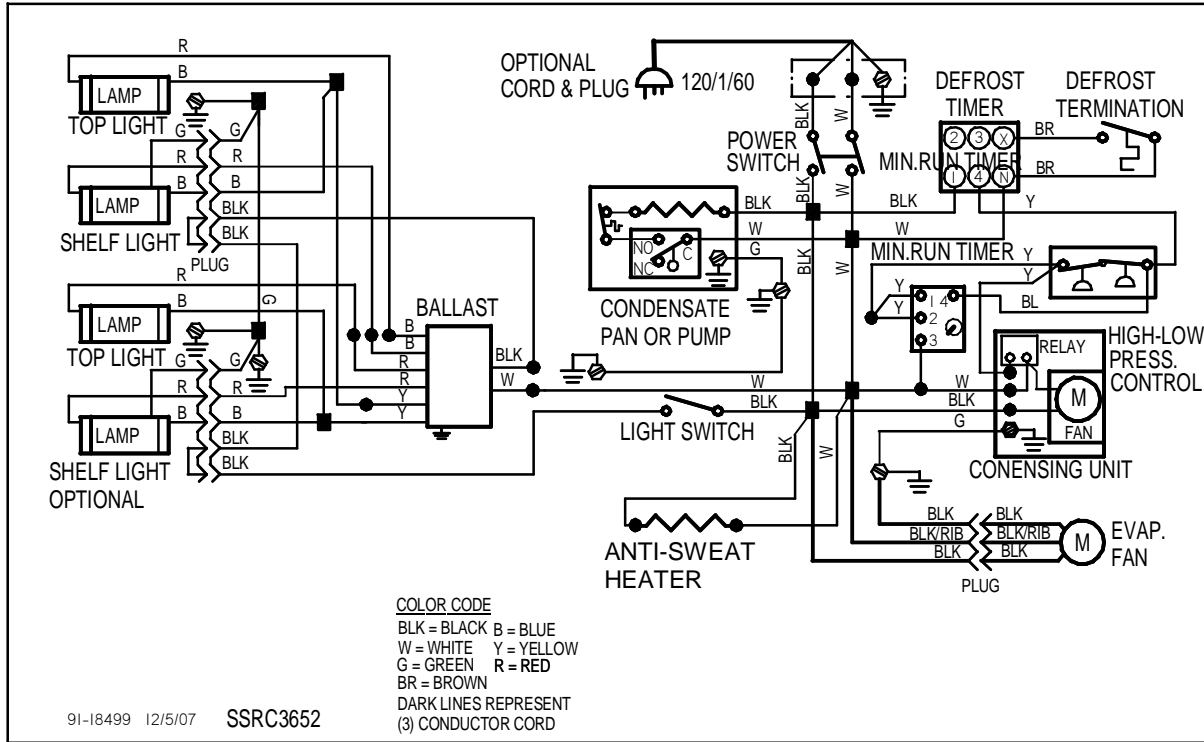 R
B
LAMP
TOP LIGHT
G
G
R
R
B
B
LAMP
BLK
SHELF LIGHT
BLK
PLUG
R
B
LAMP
G
TOP LIGHT
G
G
R
R
B
B
LAMP
BLK
SHELF LIGHT
OPTIONAL
BLK
BALLAST
B
B
R
R
Y
Y
BLK
W
OPTIONAL
CORD & PLUG
120/1/60
BLK
W
POWER
SWITCH
BLK
W
DEFROST
TIMER
2 3 X
1 4 N
MIN.RUN TIMER
DEFROST
TERMINATION
BR
BR
BLK
BLK
Y
W
W
G
NO
C
NC
CONDENSATE
PAN OR PUMP
BLK
W
MIN.RUN TIMER
Y
Y
Y
Y
1 4
2
3
BL
HIGH-LOW
PRESS.
CONTROL
RELAY
M
FAN
CONENSING UNIT
W
W
BLK
BLK
G
LIGHT SWITCH
BLK
W
ANTI-SWEAT
HEATER
BLK
BLK
BLK/RIB
BLK/RIB
BLK
BLK
PLUG
M
EVAP.
FAN
COLOR CODE
BLK = BLACK B = BLUE
W = WHITE Y = YELLOW
G = GREEN R = RED
BR = BROWN
DARK LINES REPRESENT
(3) CONDUCTOR CORD
91-18499 12/5/07 SSRC3652